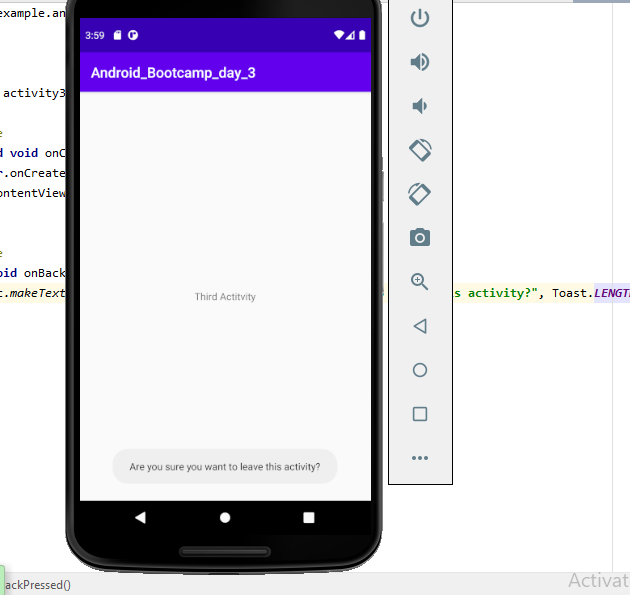 example.an
3:59
Android_Bootcamp_day_3
activity3
e
d void onC
r.onCreate
ontentView
e
oid onBack
t.makeText
s activity?", Toast.LENGT
Third Actitvity
Are you sure you want to leave this activity?
ackPressed()
Activat